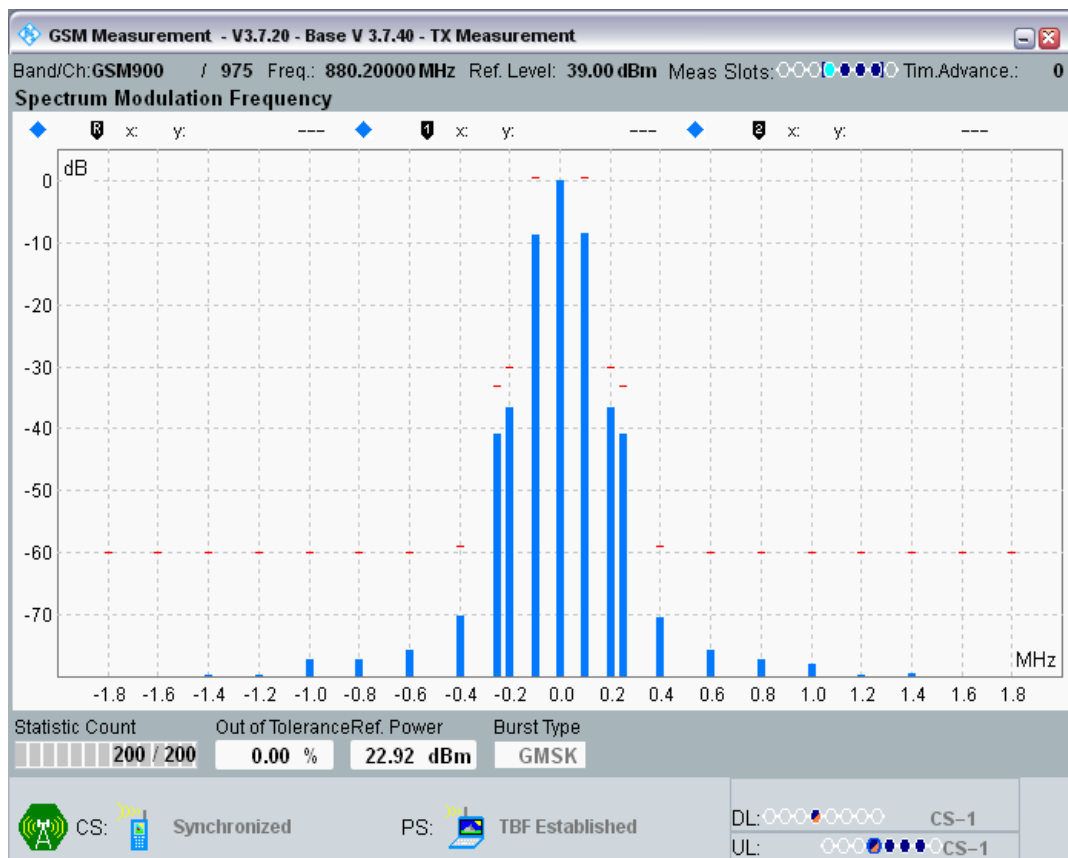 GSM Measurement - V3.7.20 - Base V 3.7.40 - TX Measurement
Band/Ch:GSM900 / 975 Freq.: 880.20000 MHz Ref. Level: 39.00 dBm Meas Slots: Tim.Advance.: 0
Spectrum Modulation Frequency
R x: y: --- 1 x: y: --- 2 x: y: ---
dB
0
-10
-20
-30
-40
-50
-60
-70
MHz
-1.8 -1.6 -1.4 -1.2 -1.0 -0.8 -0.6 -0.4 -0.2 0.0 0.2 0.4 0.6 0.8 1.0 1.2 1.4 1.6 1.8
Statistic Count Out of Tolerance Ref. Power Burst Type
200 / 200 0.00 % 22.92 dBm GMSK
CS: Synchronized PS: TBF Established
DL: CS-1
UL: CS-1